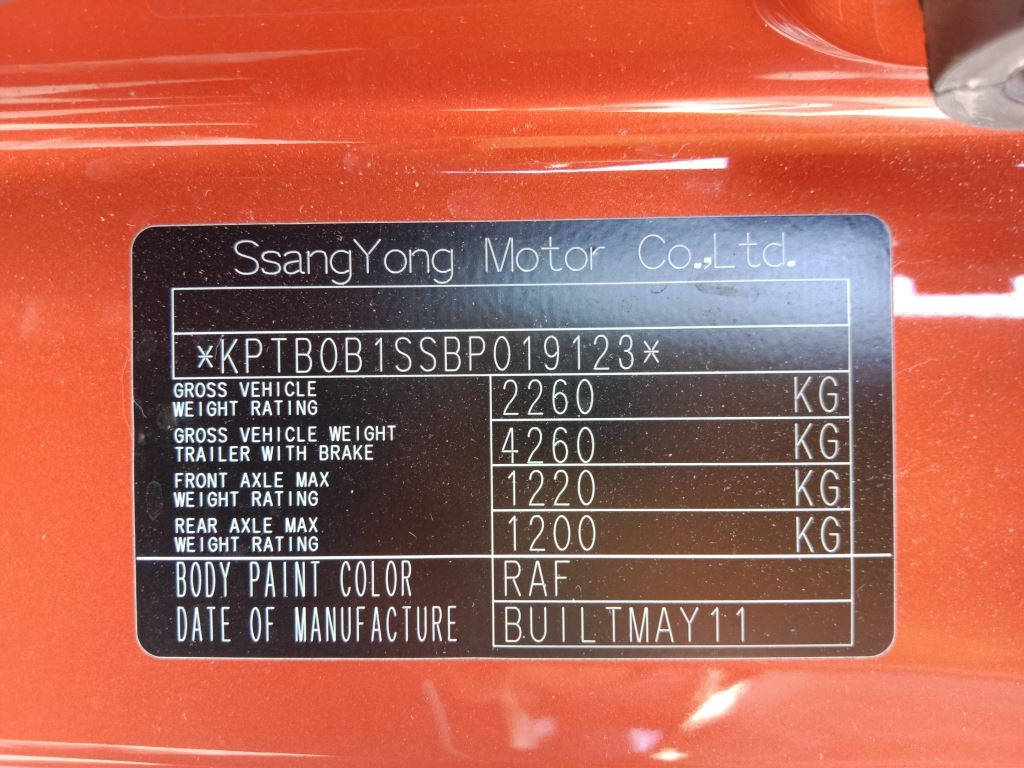 SsangYong Motor Co.,Ltd.
*KPTB0B1SSBP019123*
GROSS VEHICLE
WEIGHT RATING 2260 KG
GROSS VEHICLE WEIGHT
TRAILER WITH BRAKE 4260 KG
FRONT AXLE MAX
WEIGHT RATING 1220 KG
REAR AXLE MAX
WEIGHT RATING 1200 KG
BODY PAINT COLOR RAF
DATE OF MANUFACTURE BUILTMAY11